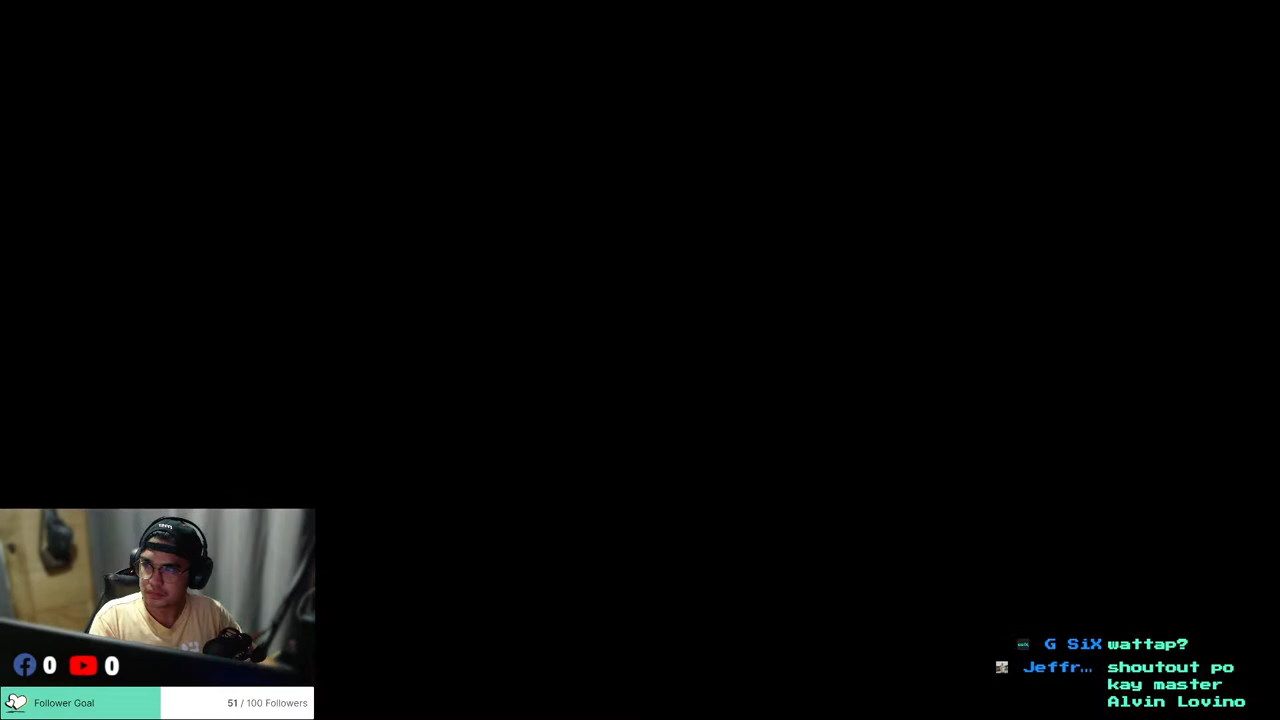 G SiX wattap?
Jeffr... shoutout po
kay master
Alvin Lovino
0 0
Follower Goal 51 / 100 Followers